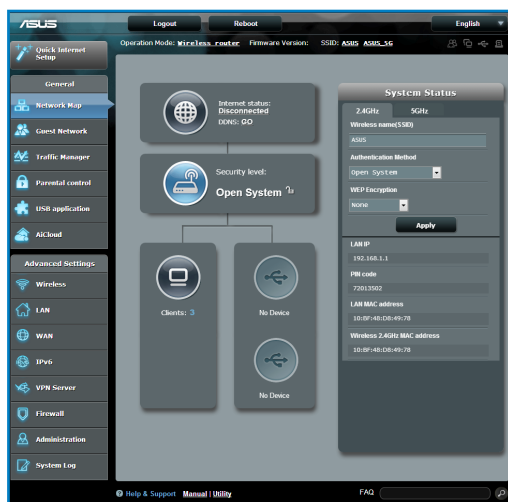 ASUS
Logout
Reboot
English
Quick Internet
Setup
Operation Mode: Wireless router Firmware Version: SSID: ASUS ASUS_5G
General
Network Map
Guest Network
Traffic Manager
Parental control
USB application
AiCloud
Advanced Settings
Wireless
LAN
WAN
IPv6
VPN Server
Firewall
Administration
System Log
Internet status:
Disconnected
DDNS: GO
Security level:
Open System
Clients: 3
No Device
No Device
System Status
2.4GHz 5GHz
Wireless name(SSID)
ASUS
Authentication Method
Open System
WEP Encryption
None
Apply
LAN IP
192.168.1.1
PIN code
72013502
LAN MAC address
10:BF:48:D8:49:78
Wireless 2.4GHz MAC address
10:BF:48:D8:49:78
Help & Support Manual | Utility
FAQ